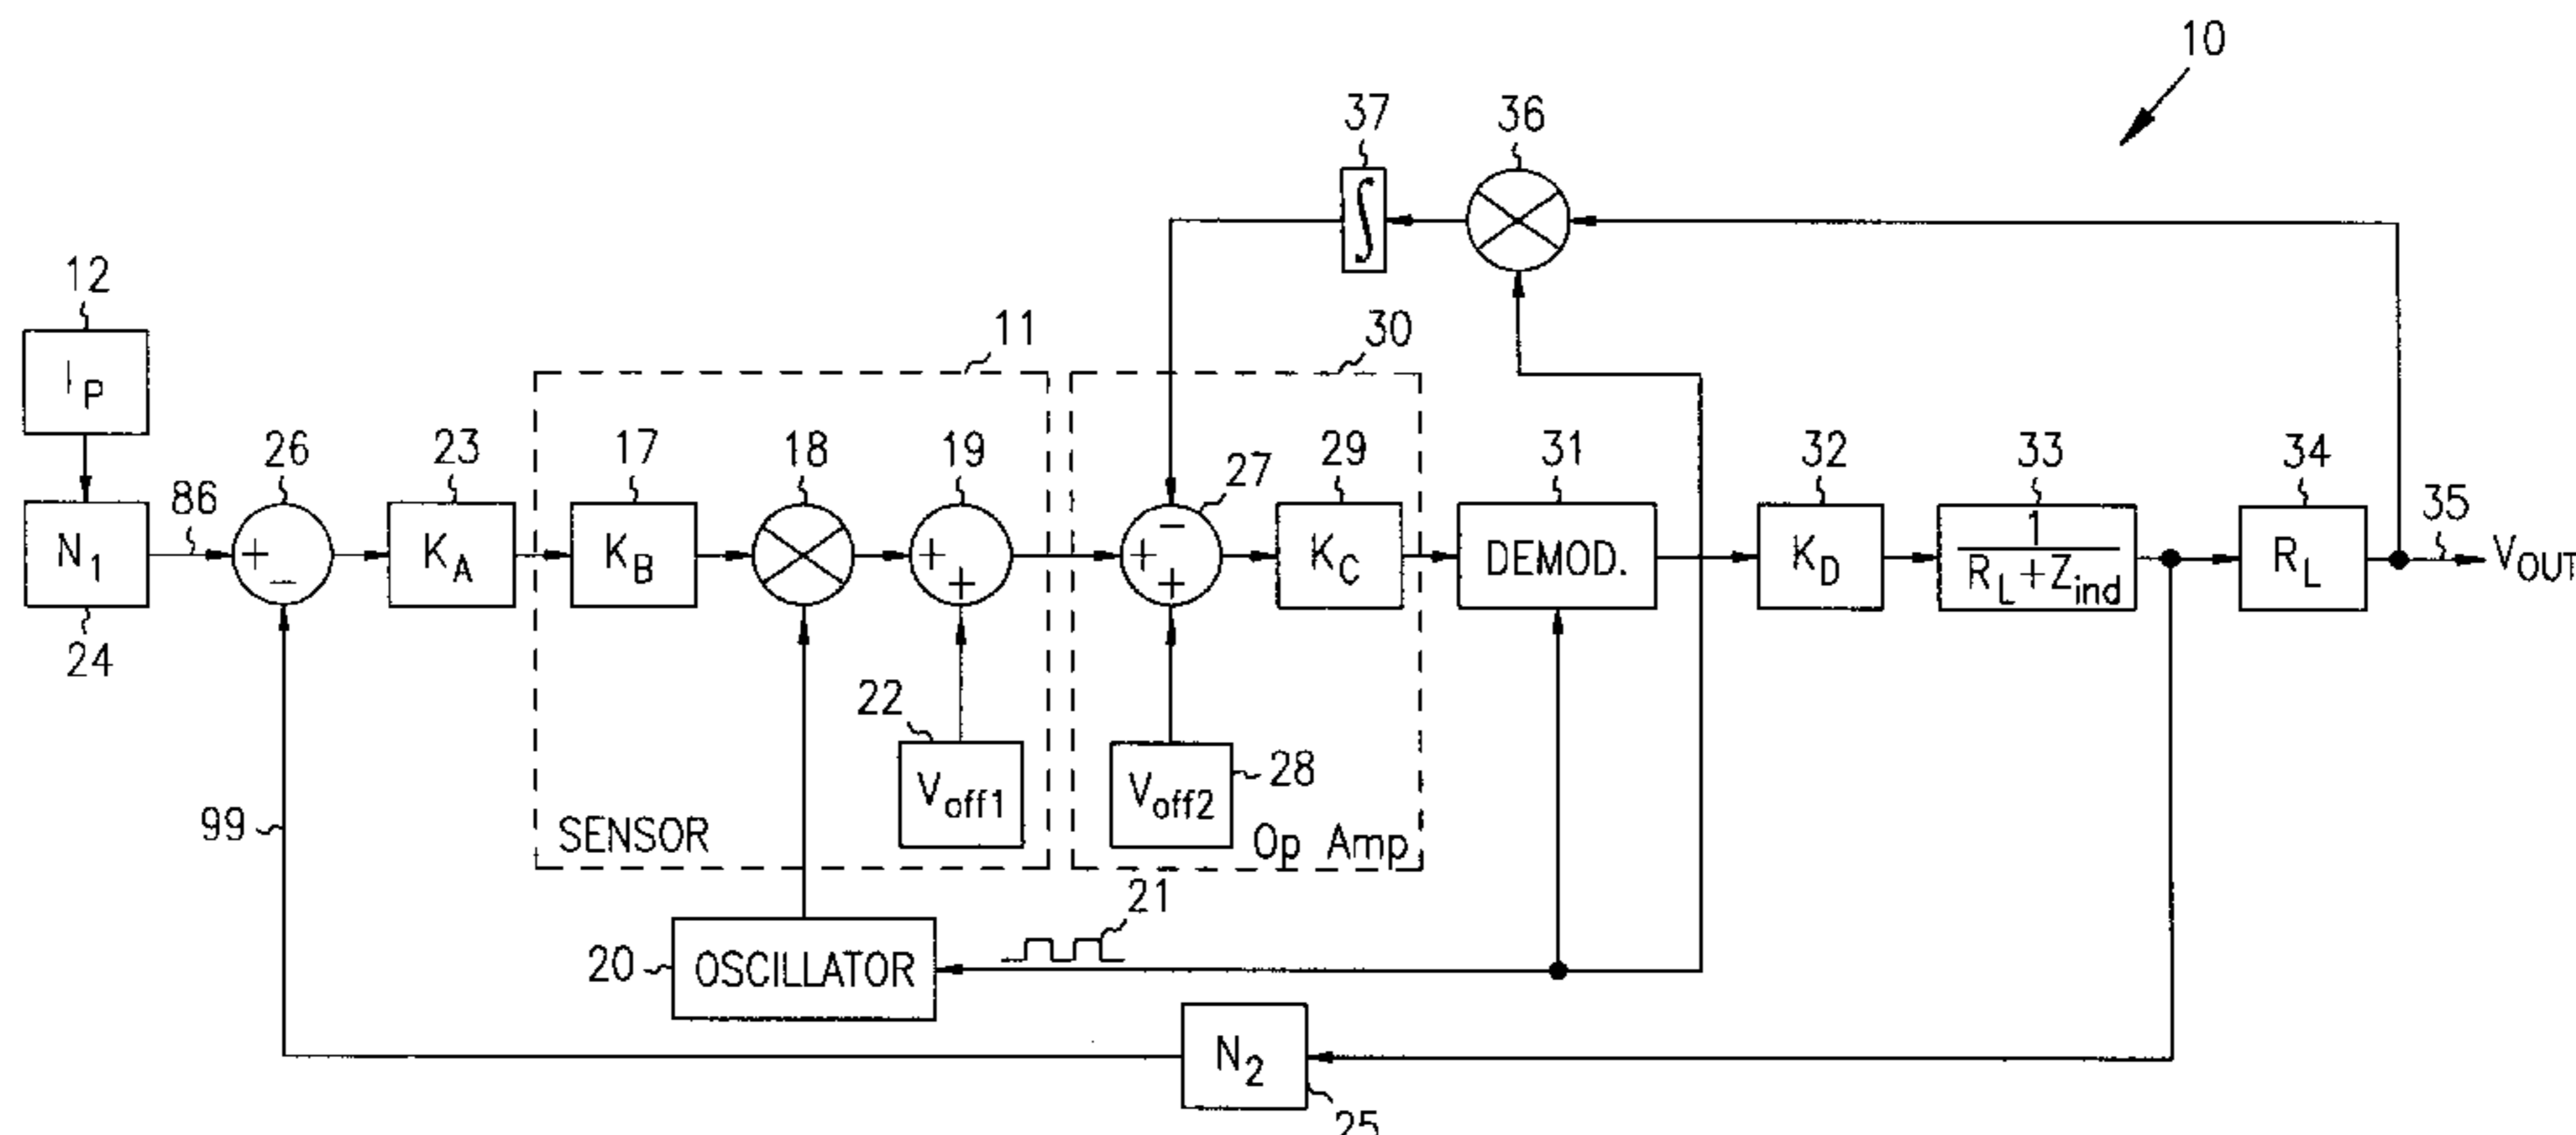 10
37
36
12
11
30
I_P
26
23
17
18
19
27
29
31
32
33
34
86
35
N_1
+
−
K_A
K_B
+
+
+
−
+
K_C
DEMOD.
K_D
1
R_L+Z_ind
R_L
V_OUT
24
22
28
V_off1
V_off2
99
SENSOR
Op Amp
21
20
OSCILLATOR
N_2
25